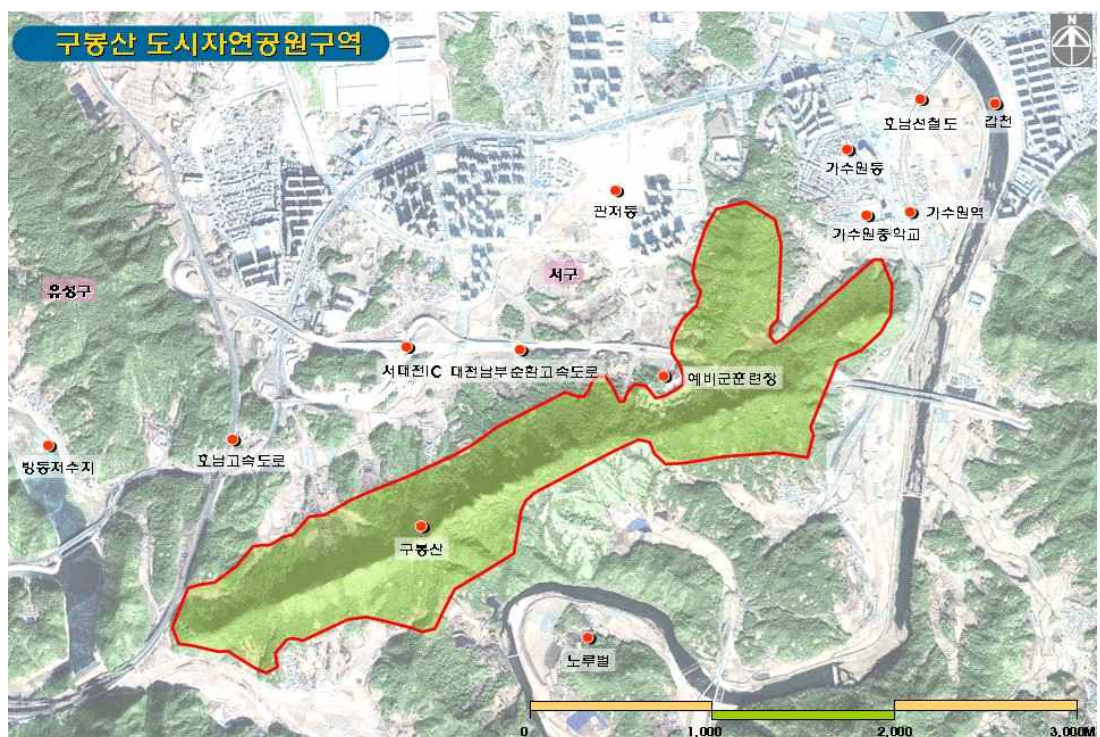 구봉산 도시자연공원구역
N
호남선철도
갑천
가수원동
관저동
가수원역
가수원중학교
서구
유성구
서대전IC
대전남부순환고속도로
예비군훈련장
방동저수지
호남고속도로
구봉산
노루벌
0 1,000 2,000 3,000M